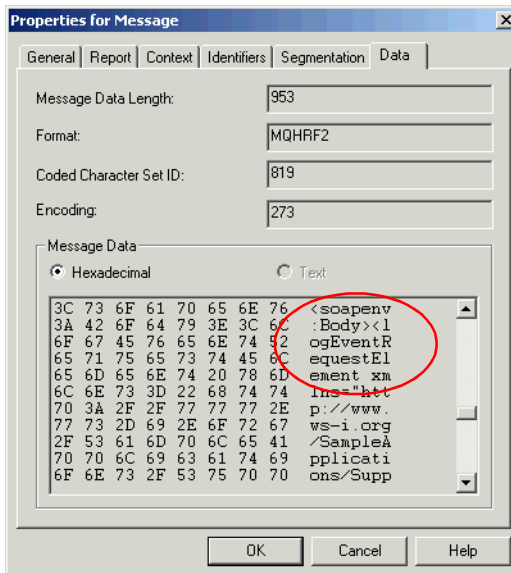 Properties for Message
General Report Context Identifiers Segmentation Data
Message Data Length: 953
Format: MQHRF2
Coded Character Set ID: 819
Encoding: 273
Message Data
Hexadecimal Text
3C 73 6F 61 70 65 6E 76 <soapenv
3A 42 6F 64 79 3E 3C 6C :Body><l
6F 67 45 76 65 6E 74 52 ogEventR
65 71 75 65 73 74 45 6C equestEl
65 6D 65 6E 74 20 78 6D ement xm
6C 6E 73 3D 22 68 74 74 lns="htt
70 3A 2F 2F 77 77 77 2E p://www.
77 73 2D 69 2E 6F 72 67 ws-i.org
2F 53 61 6D 70 6C 65 41 /SampleA
70 70 6C 69 63 61 74 69 pplicati
6F 6E 73 2F 53 75 70 70 ons/Supp
OK Cancel Help